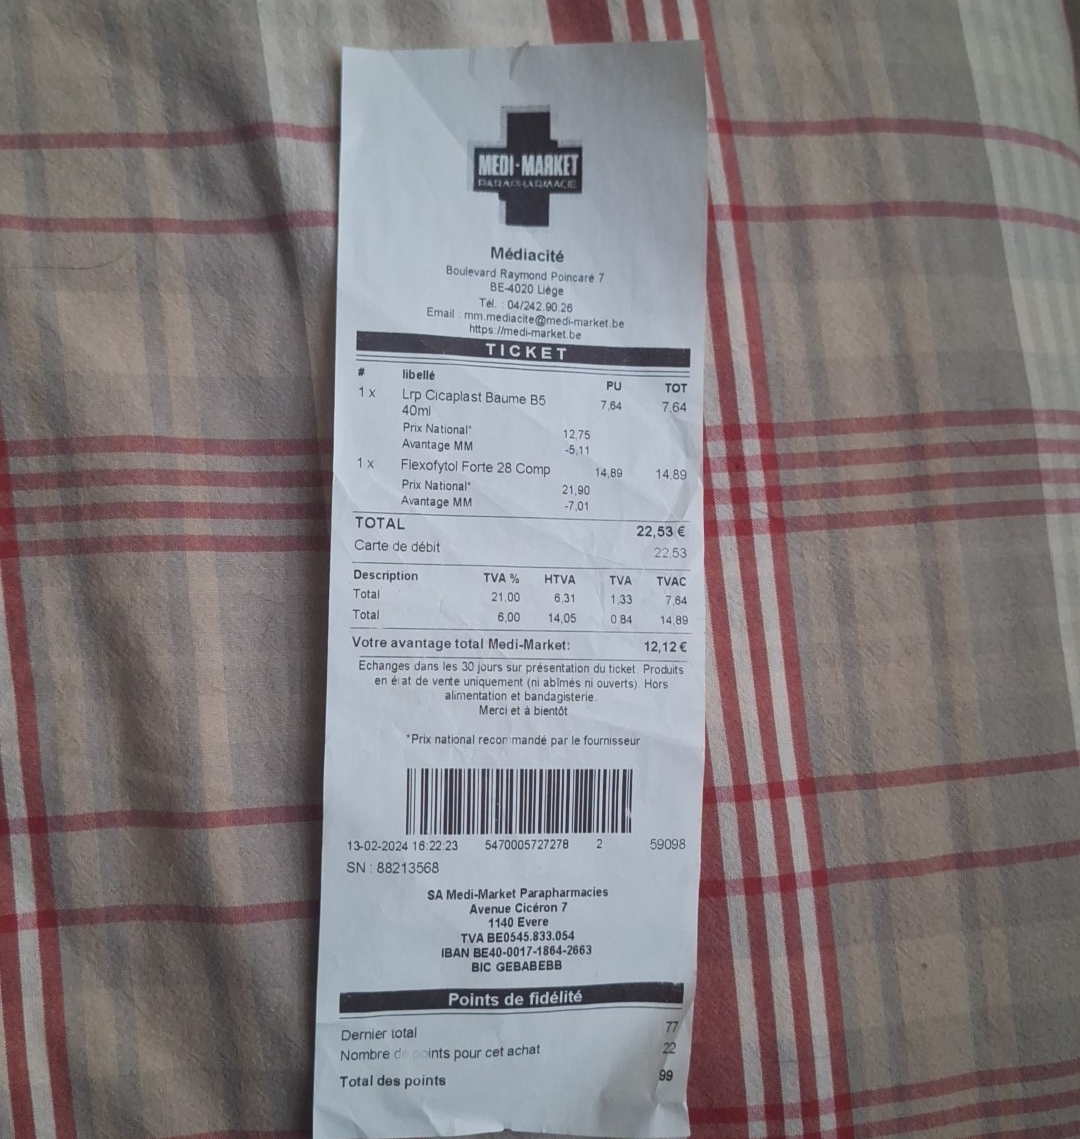 MEDI-MARKET
PARAPHARMACIE
Médiacité
Boulevard Raymond Poincaré 7
BE-4020 Liège
Tél. : 04/242.90.26
Email : mm.mediacite@medi-market.be
https://medi-market.be
TICKET
# libellé PU TOT
1 x Lrp Cicaplast Baume B5 7,64 7,64
40ml
Prix National* 12,75
Avantage MM -5,11
1 x Flexofytol Forte 28 Comp 14,89 14,89
Prix National* 21,90
Avantage MM -7,01
TOTAL 22,53 €
Carte de débit 22,53
Description TVA % HTVA TVA TVAC
Total 21,00 6,31 1,33 7,64
Total 6,00 14,05 0,84 14,89
Votre avantage total Medi-Market: 12,12 €
Echanges dans les 30 jours sur présentation du ticket. Produits
en état de vente uniquement (ni abîmés ni ouverts). Hors
alimentation et bandagisterie.
Merci et à bientôt
*Prix national recommandé par le fournisseur
13-02-2024 16:22:23 5470005727278 2 59098
SN : 88213568
SA Medi-Market Parapharmacies
Avenue Cicéron 7
1140 Evere
TVA BE0545.833.054
IBAN BE40-0017-1864-2663
BIC GEBABEBB
Points de fidélité
Dernier total 77
Nombre de points pour cet achat 22
Total des points 99